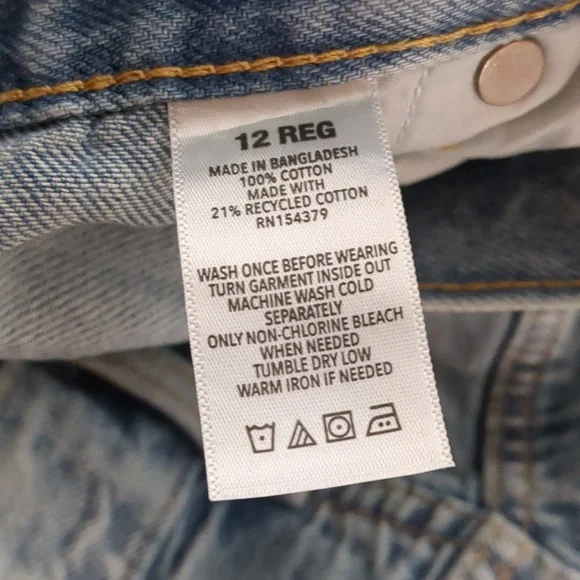 12 REG
MADE IN BANGLADESH
100% COTTON
MADE WITH
21% RECYCLED COTTON
RN154379
WASH ONCE BEFORE WEARING
TURN GARMENT INSIDE OUT
MACHINE WASH COLD
SEPARATELY
ONLY NON-CHLORINE BLEACH
WHEN NEEDED
TUMBLE DRY LOW
WARM IRON IF NEEDED